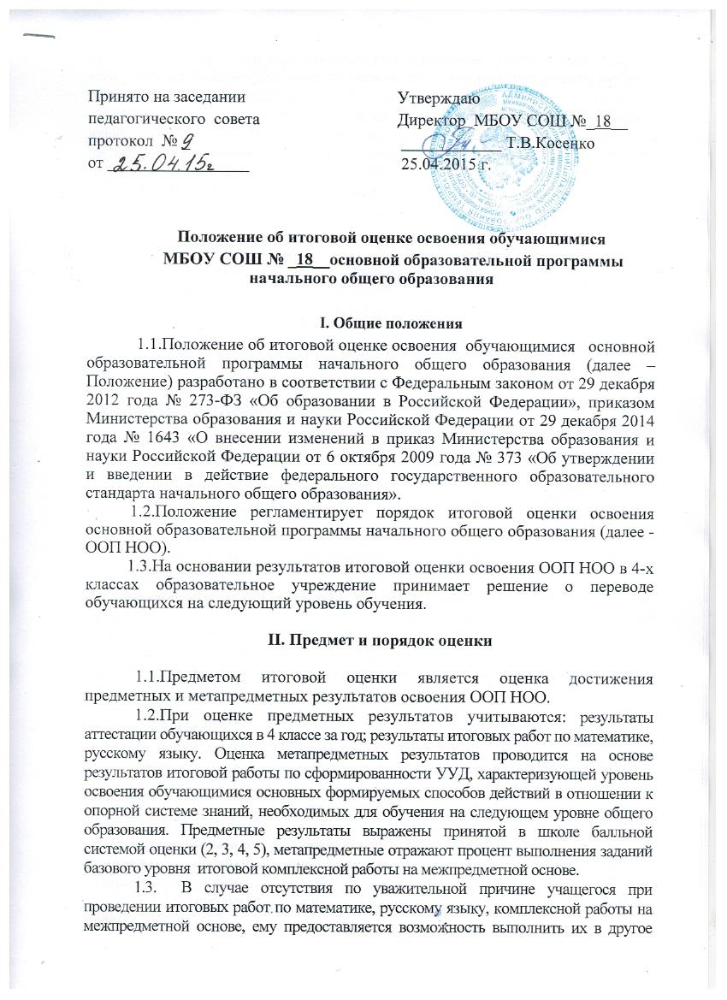 Принято на заседании
педагогического совета
протокол № 9
от 25.04.15г
Утверждаю
Директор МБОУ СОШ №_18__
____________ Т.В.Косенко
25.04.2015 г.
Положение об итоговой оценке освоения обучающимися
МБОУ СОШ № _18__основной образовательной программы
начального общего образования
I. Общие положения
1.1.Положение об итоговой оценке освоения обучающимися основной
образовательной программы начального общего образования (далее –
Положение) разработано в соответствии с Федеральным законом от 29 декабря
2012 года № 273-ФЗ «Об образовании в Российской Федерации», приказом
Министерства образования и науки Российской Федерации от 29 декабря 2014
года № 1643 «О внесении изменений в приказ Министерства образования и
науки Российской Федерации от 6 октября 2009 года № 373 «Об утверждении
и введении в действие федерального государственного образовательного
стандарта начального общего образования».
1.2.Положение регламентирует порядок итоговой оценки освоения
основной образовательной программы начального общего образования (далее -
ООП НОО).
1.3.На основании результатов итоговой оценки освоения ООП НОО в 4-х
классах образовательное учреждение принимает решение о переводе
обучающихся на следующий уровень обучения.
II. Предмет и порядок оценки
1.1.Предметом итоговой оценки является оценка достижения
предметных и метапредметных результатов освоения ООП НОО.
1.2.При оценке предметных результатов учитываются: результаты
аттестации обучающихся в 4 классе за год; результаты итоговых работ по математике,
русскому языку. Оценка метапредметных результатов проводится на основе
результатов итоговой работы по сформированности УУД, характеризующей уровень
освоения обучающимися основных формируемых способов действий в отношении к
опорной системе знаний, необходимых для обучения на следующем уровне общего
образования. Предметные результаты выражены принятой в школе балльной
системой оценки (2, 3, 4, 5), метапредметные отражают процент выполнения заданий
базового уровня итоговой комплексной работы на межпредметной основе.
1.3. В случае отсутствия по уважительной причине учащегося при
проведении итоговых работ по математике, русскому языку, комплексной работы на
межпредметной основе, ему предоставляется возможность выполнить их в другое